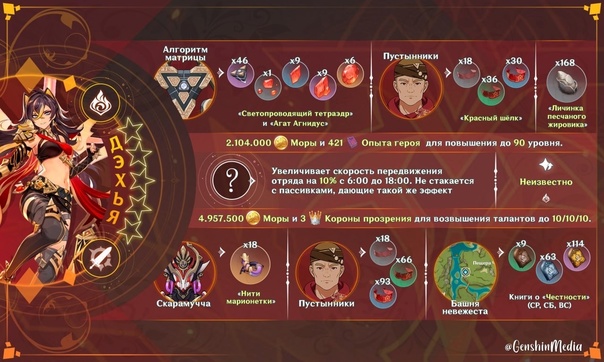 Алгоритм
матрицы
x46
x1
x9
x9
x6
«Светопроводящий тетраэдр»
и «Агат Агнидус»
Пустынники
x18
x36
x30
«Красный шёлк»
x168
«Личинка
песчаного
жировика»
2.104.000 Моры и 421 Опыта героя для повышения до 90 уровня.
ДЭХЬЯ
?
Увеличивает скорость передвижения
отряда на 10% с 6:00 до 18:00. Не стакается
с пассивками, дающие такой же эффект
Неизвестно
4.957.500 Моры и 3 Короны прозрения для возвышения талантов до 10/10/10.
Скарамучча
x18
«Нити
марионетки»
Пустынники
x18
x66
x93
Башня
невежеста
x9
x63
x114
Книги о «Честности»
(СР, СБ, ВС)
@GenshinMedia